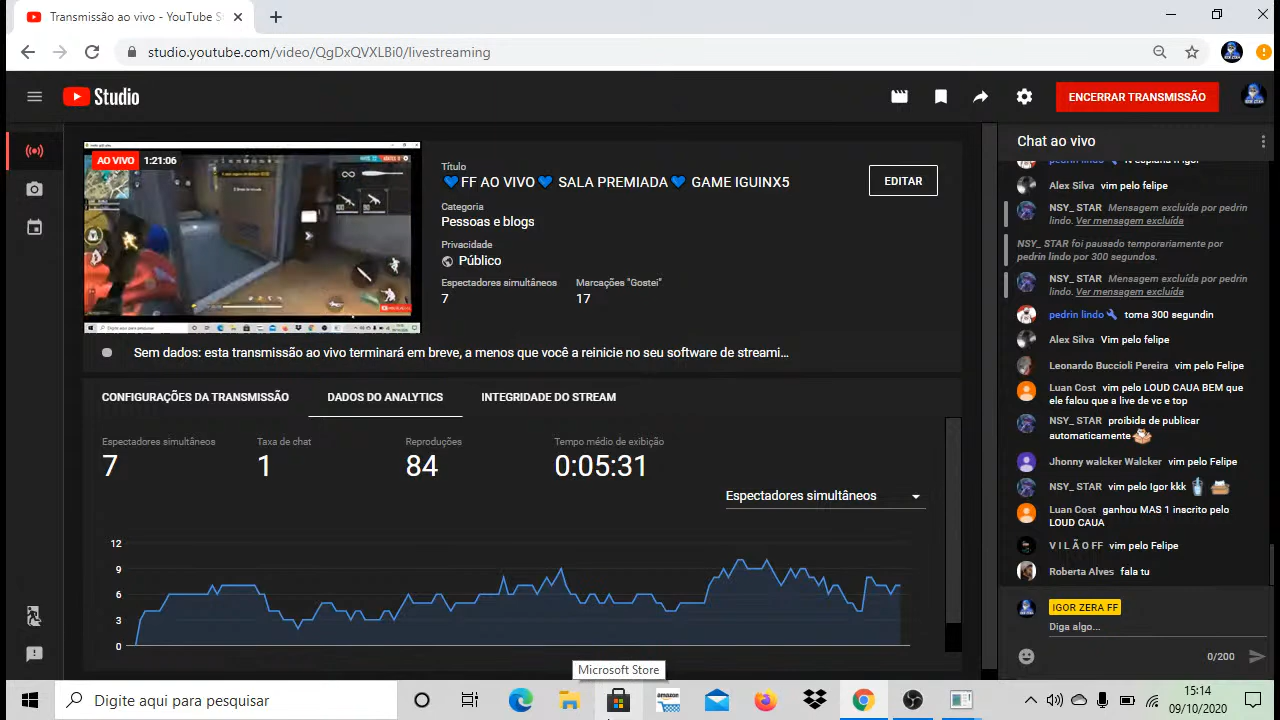 Transmissão ao vivo - YouTube S
studio.youtube.com/video/QgDxQVXLBi0/livestreaming
Studio
ENCERRAR TRANSMISSÃO
AO VIVO 1:21:06
Título
💙FF AO VIVO💙 SALA PREMIADA💙 GAME IGUINX5
EDITAR
Categoria
Pessoas e blogs
Privacidade
Público
Espectadores simultâneos
Marcações "Gostei"
7
17
Sem dados: esta transmissão ao vivo terminará em breve, a menos que você a reinicie no seu software de streami...
CONFIGURAÇÕES DA TRANSMISSÃO
DADOS DO ANALYTICS
INTEGRIDADE DO STREAM
Espectadores simultâneos
Taxa de chat
Reproduções
Tempo médio de exibição
7
1
84
0:05:31
Espectadores simultâneos
12
9
6
3
0
Chat ao vivo
pedrin lindo
Alex Silva vim pelo felipe
NSY_ STAR Mensagem excluída por pedrin
lindo. Ver mensagem excluída
NSY_ STAR foi pausado temporariamente por
pedrin lindo por 300 segundos.
NSY_ STAR Mensagem excluída por pedrin
lindo. Ver mensagem excluída
pedrin lindo toma 300 segundin
Alex Silva Vim pelo felipe
Leonardo Buccioli Pereira vim pelo Felipe
Luan Cost vim pelo LOUD CAUA BEM que
ele falou que a live de vc e top
NSY_ STAR proibida de publicar
automaticamente
Jhonny walcker Walcker vim pelo Felipe
NSY_ STAR vim pelo Igor kkk
Luan Cost ganhou MAS 1 inscrito pelo
LOUD CAUA
V I L Ã O FF vim pelo Felipe
Roberta Alves fala tu
IGOR ZERA FF
Diga algo...
0/200
Microsoft Store
Digite aqui para pesquisar
amazon
15:14
09/10/2020